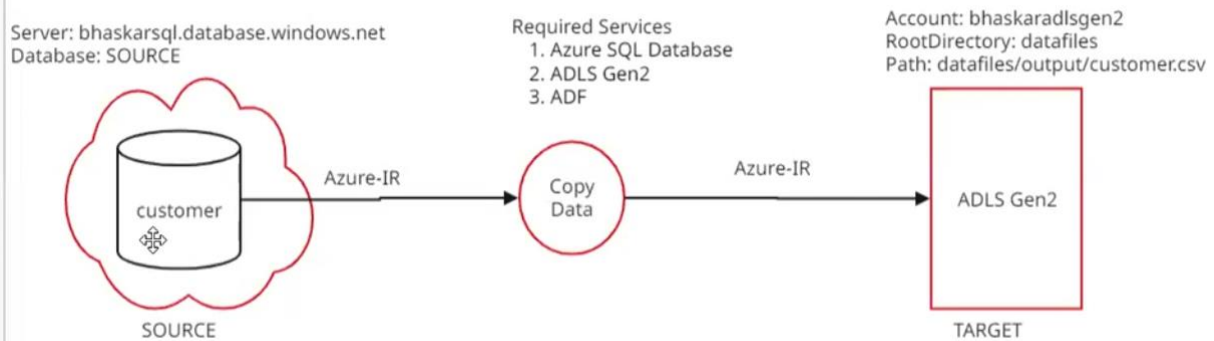 Server: bhaskarsql.database.windows.net
Database: SOURCE
Required Services
1. Azure SQL Database
2. ADLS Gen2
3. ADF
Account: bhaskaradlsgen2
RootDirectory: datafiles
Path: datafiles/output/customer.csv
customer
Azure-IR
Copy
Data
Azure-IR
ADLS Gen2
SOURCE
TARGET